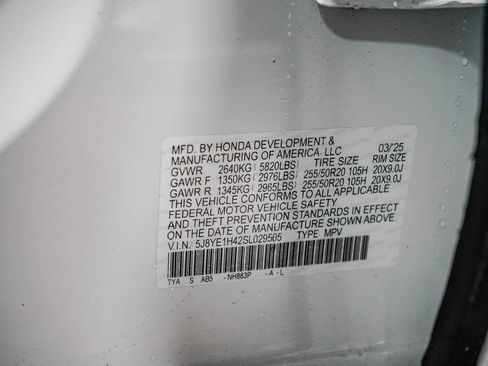 MFD. BY HONDA DEVELOPMENT & 03/25
MANUFACTURING OF AMERICA, LLC
GVWR 2640KG (5820LBS) TIRE SIZE RIM SIZE
GAWR F 1350KG (2976LBS) 255/50R20 105H 20X9.0J
GAWR R 1345KG (2965LBS) 255/50R20 105H 20X9.0J
THIS VEHICLE CONFORMS TO ALL APPLICABLE
FEDERAL MOTOR VEHICLE SAFETY
AND THEFT PREVENTION STANDARDS IN EFFECT
ON THE DATE OF MANUFACTURE SHOWN ABOVE.
V.I.N.: 5J8YE1H42SL029505 TYPE MPV
TYA S AB5 -NH883P -A-L